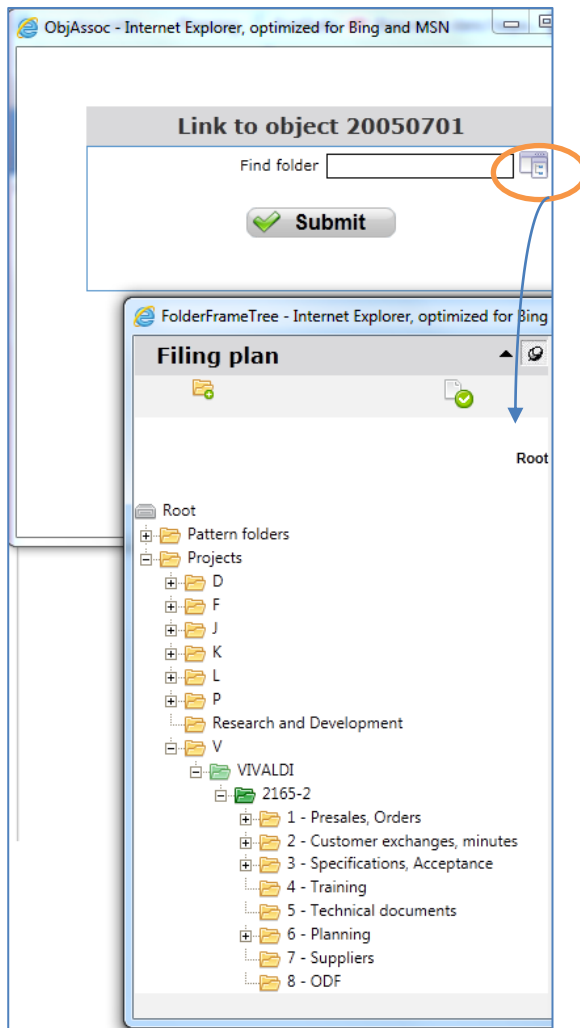 ObjAssoc - Internet Explorer, optimized for Bing and MSN
Link to object 20050701
Find folder
Submit
FolderFrameTree - Internet Explorer, optimized for Bing
Filing plan
Root
Root
Pattern folders
Projects
D
F
J
K
L
P
Research and Development
V
VIVALDI
2165-2
1 - Presales, Orders
2 - Customer exchanges, minutes
3 - Specifications, Acceptance
4 - Training
5 - Technical documents
6 - Planning
7 - Suppliers
8 - ODF